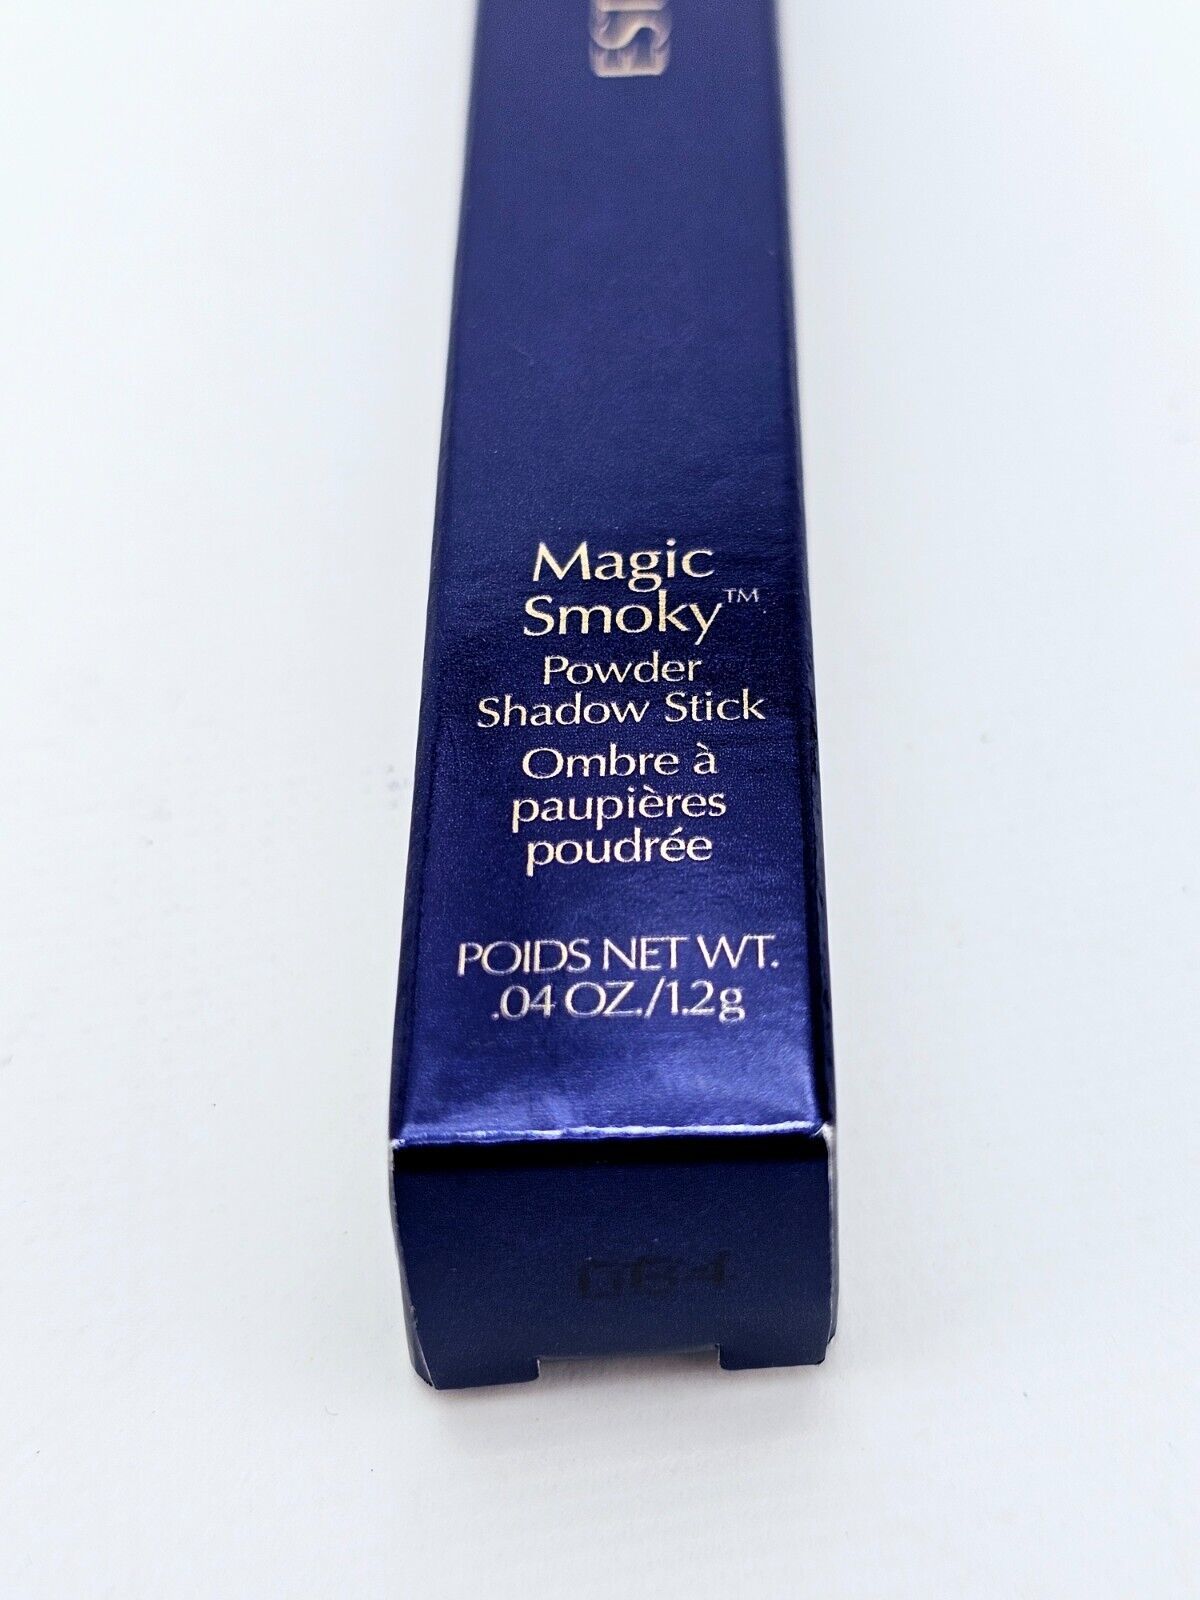 Magic
Smoky™
Powder
Shadow Stick
Ombre à
paupières
poudrée
POIDS NET WT.
.04 OZ./1.2g